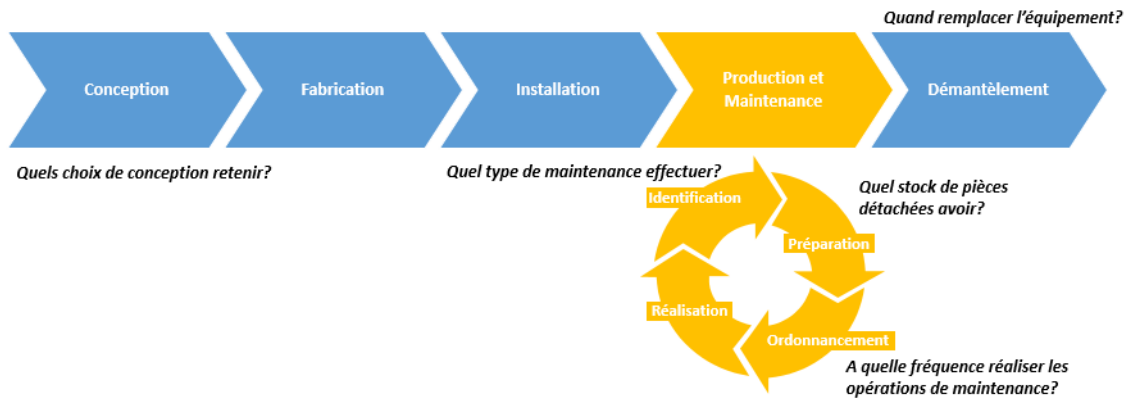 Quand remplacer l'équipement?
Conception
Fabrication
Installation
Production et
Maintenance
Démantèlement
Quels choix de conception retenir?
Quel type de maintenance effectuer?
Identification
Quel stock de pièces
détachées avoir?
Préparation
Réalisation
Ordonnancement
A quelle fréquence réaliser les
opérations de maintenance?